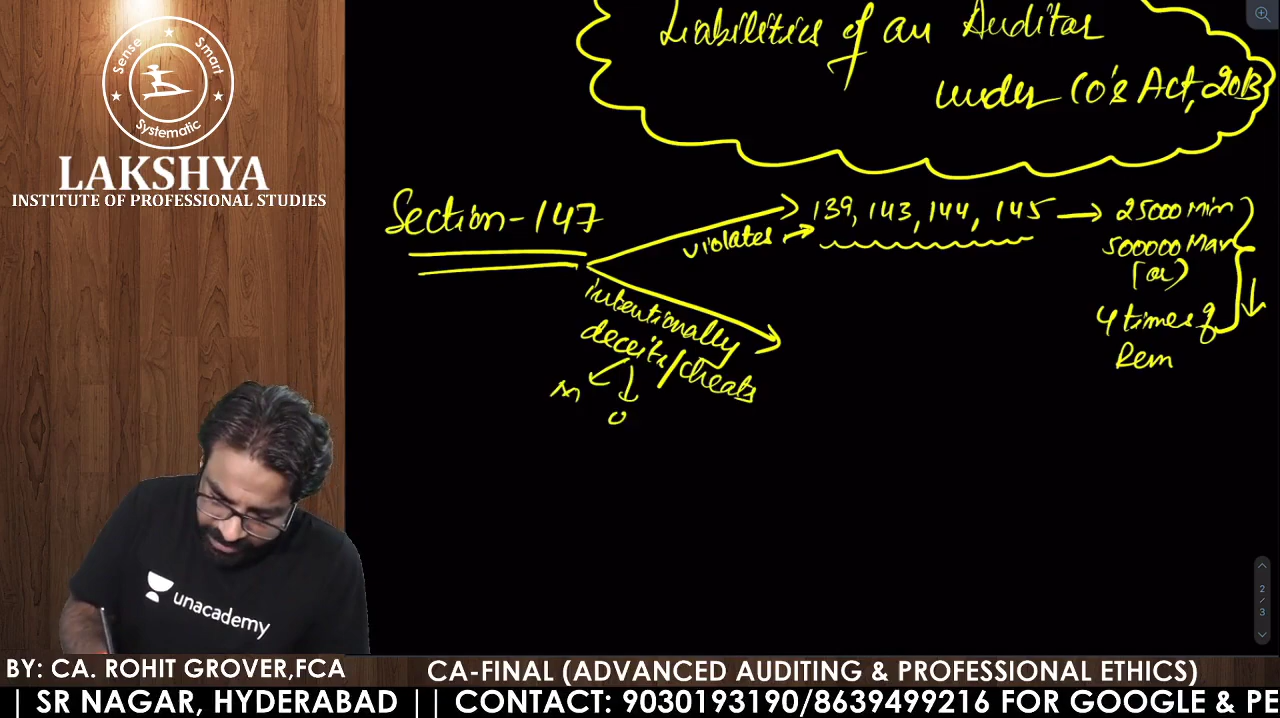 Liabilities of an Auditor
under Co's Act, 2013
Sense
Smart
Systematic
LAKSHYA
INSTITUTE OF PROFESSIONAL STUDIES
Section-147
violates
139, 143, 144, 145
25000 Min
500000 Max
(or)
4 times of
Rem
intentionally
deceits/cheats
M
O
unacademy
2
/
3
BY: CA. ROHIT GROVER,FCA
CA-FINAL (ADVANCED AUDITING & PROFESSIONAL ETHICS)
| SR NAGAR, HYDERABAD || CONTACT: 9030193190/8639499216 FOR GOOGLE & PE